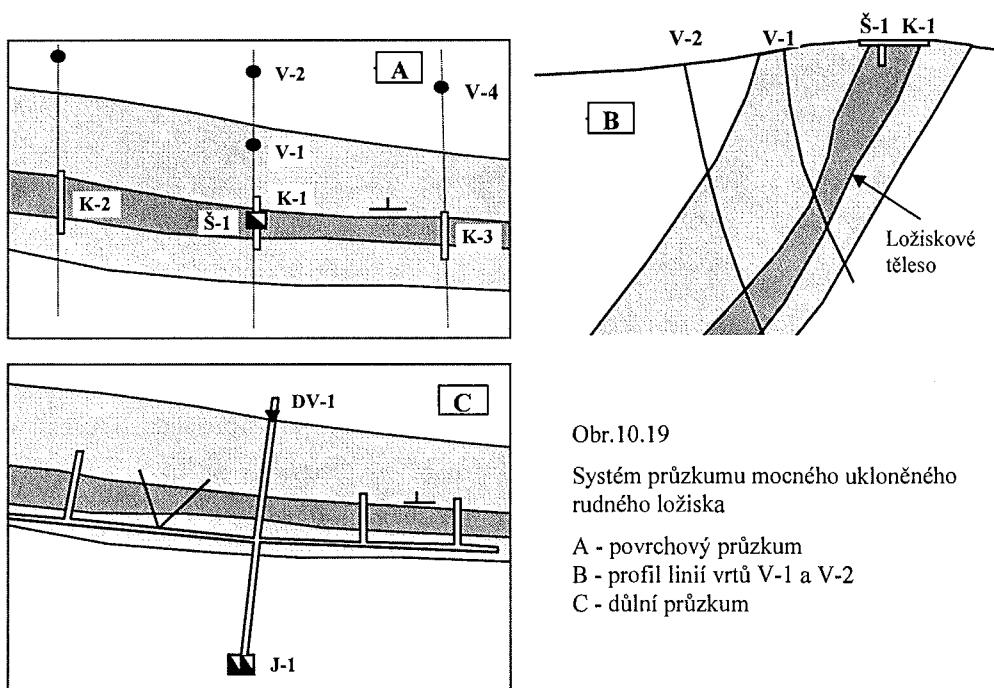 A
V-2
V-4
V-1
K-1
K-2
Š-1
K-3
Š-1 K-1
V-2
V-1
B
Ložiskové
těleso
DV-1
C
J-1
Obr.10.19
Systém průzkumu mocného ukloněného
rudného ložiska
A - povrchový průzkum
B - profil linií vrtů V-1 a V-2
C - důlní průzkum